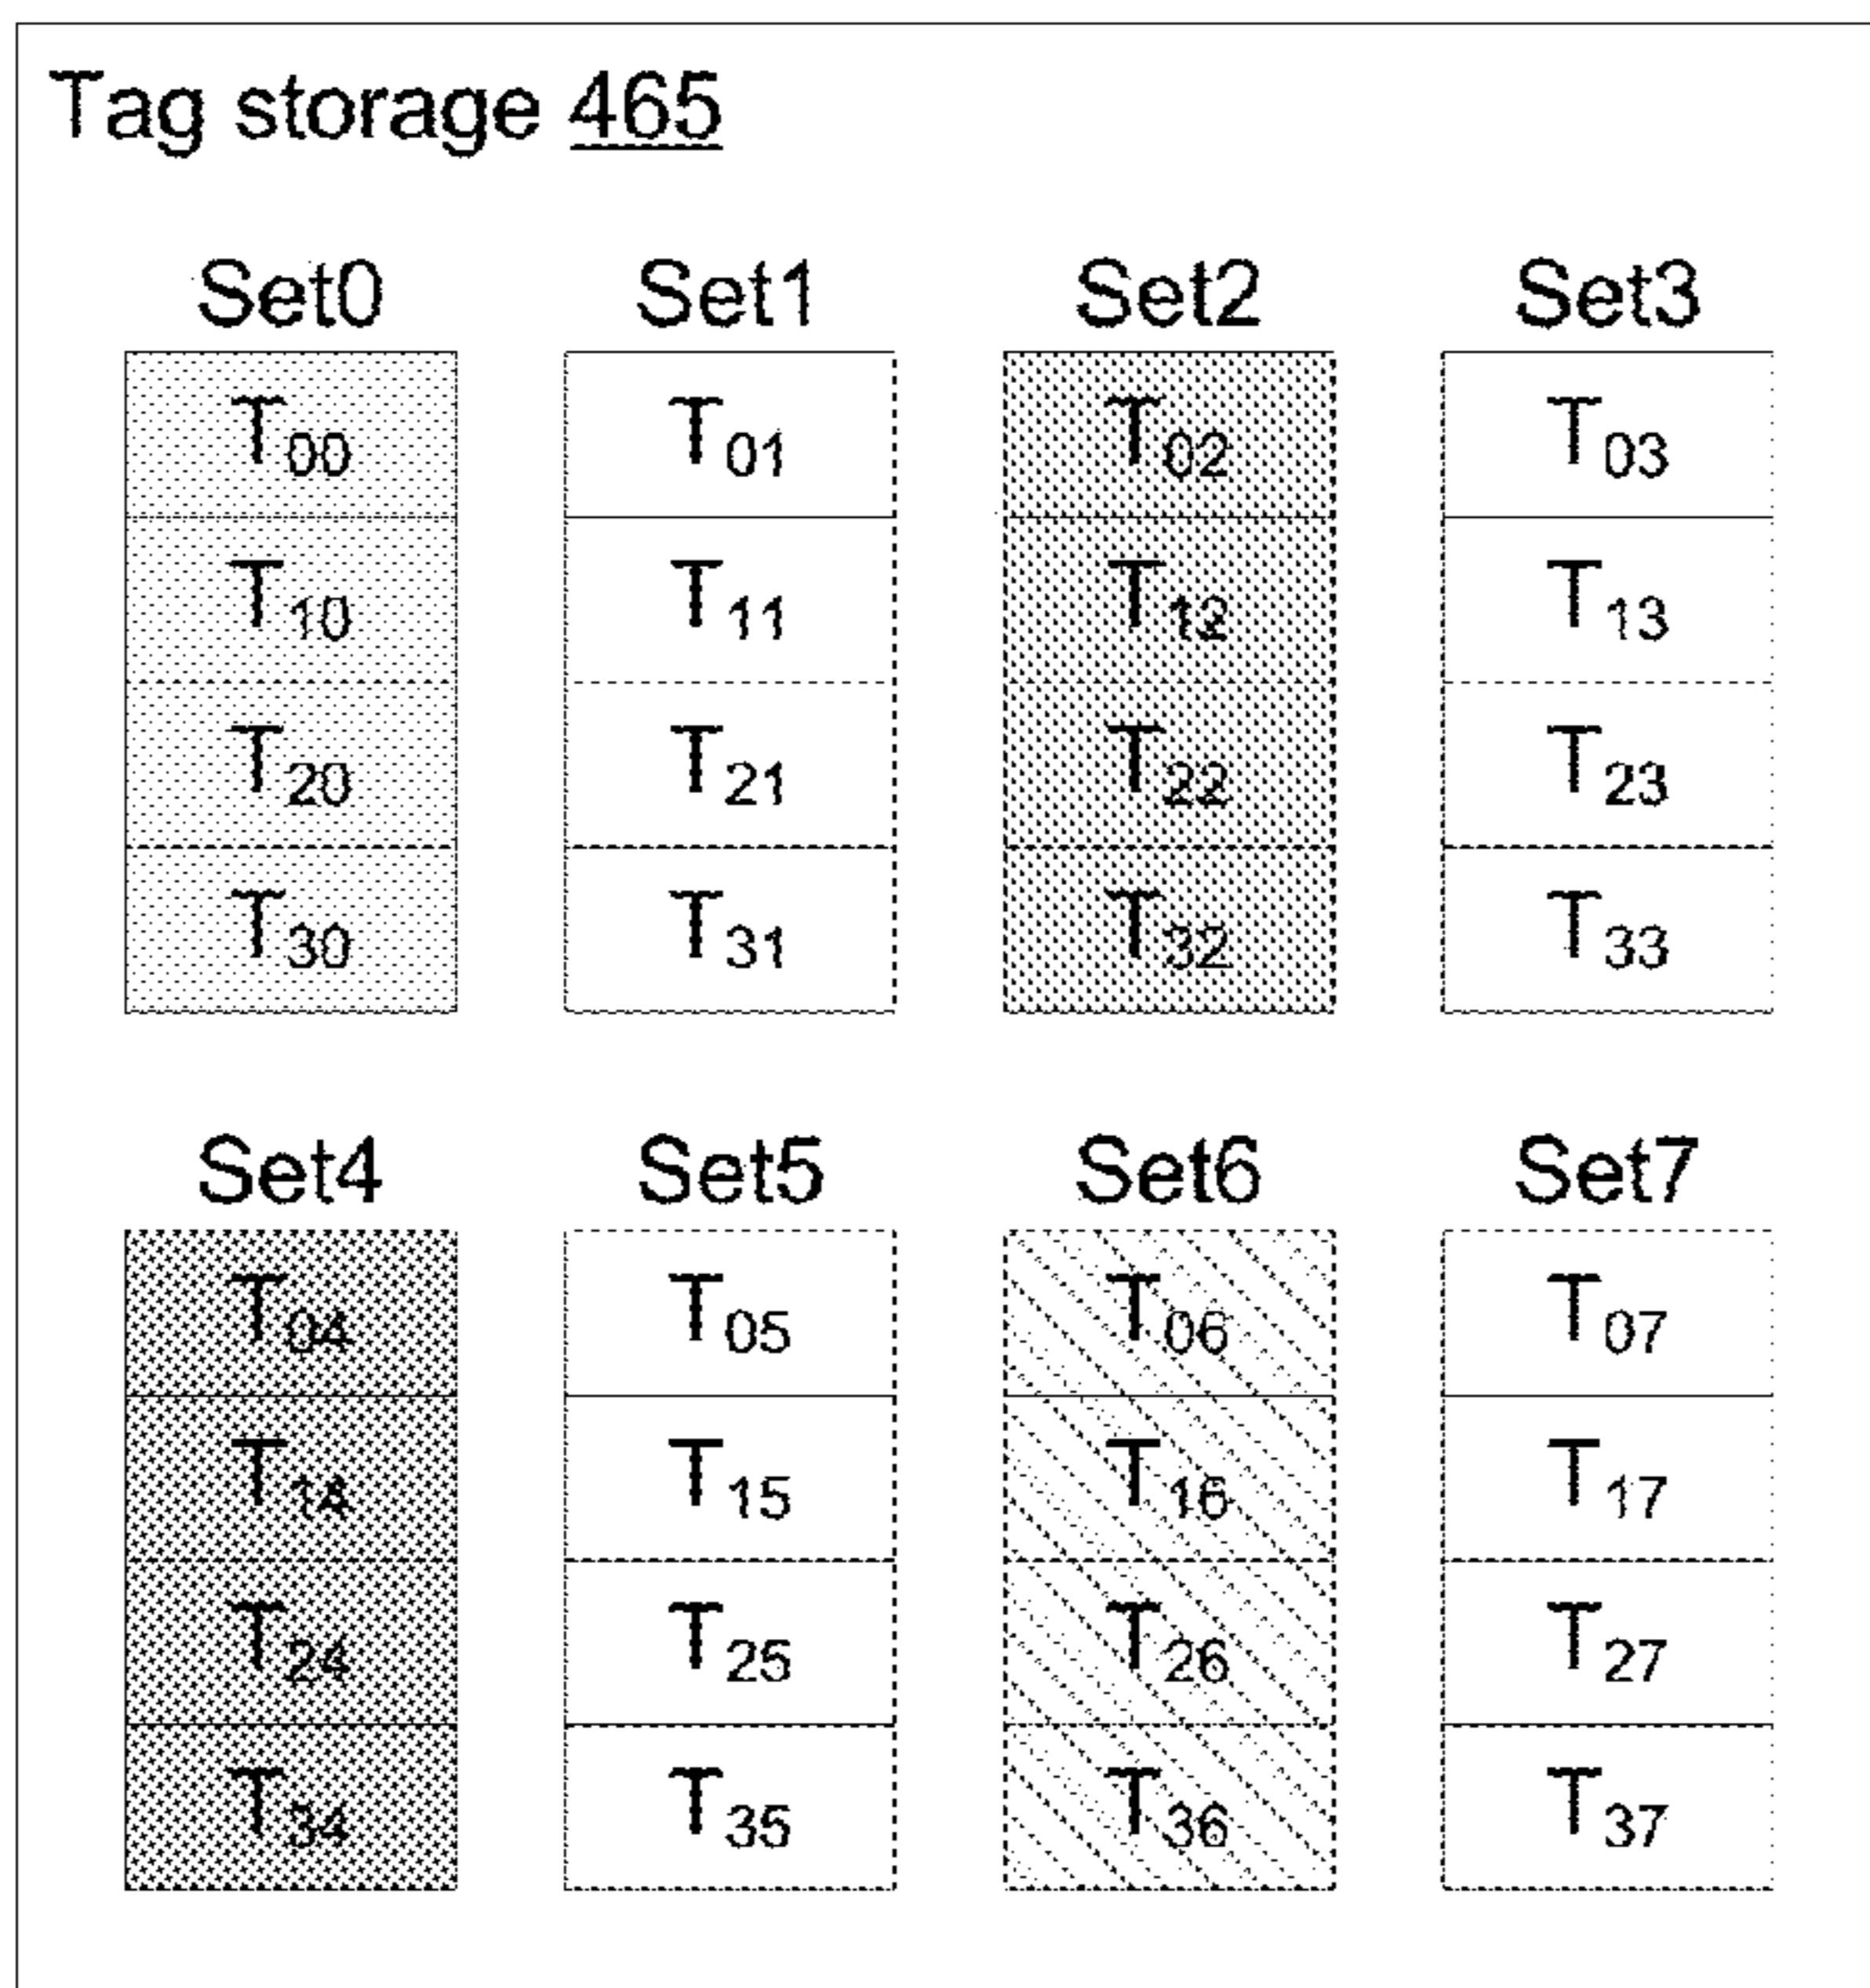 Tag storage 465
Set0 Set1 Set2 Set3
T00 T01 T02 T03
T10 T11 T12 T13
T20 T21 T22 T23
T30 T31 T32 T33
Set4 Set5 Set6 Set7
T04 T05 T06 T07
T14 T15 T16 T17
T24 T25 T26 T27
T34 T35 T36 T37